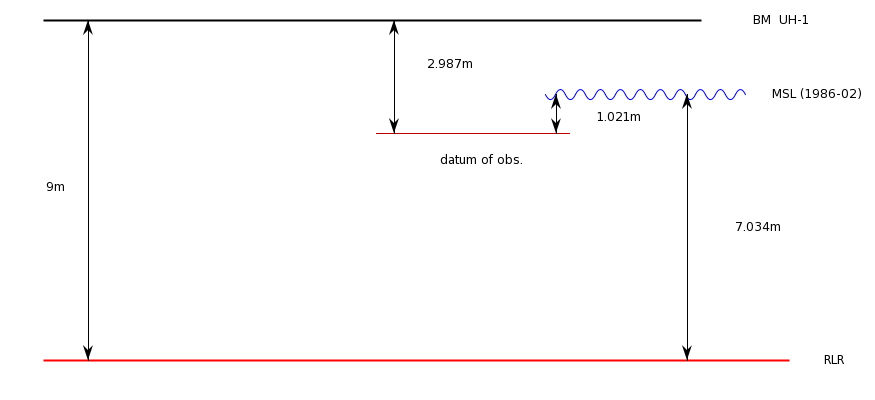 BM UH-1
2.987m
MSL (1986-02)
1.021m
datum of obs.
9m
7.034m
RLR